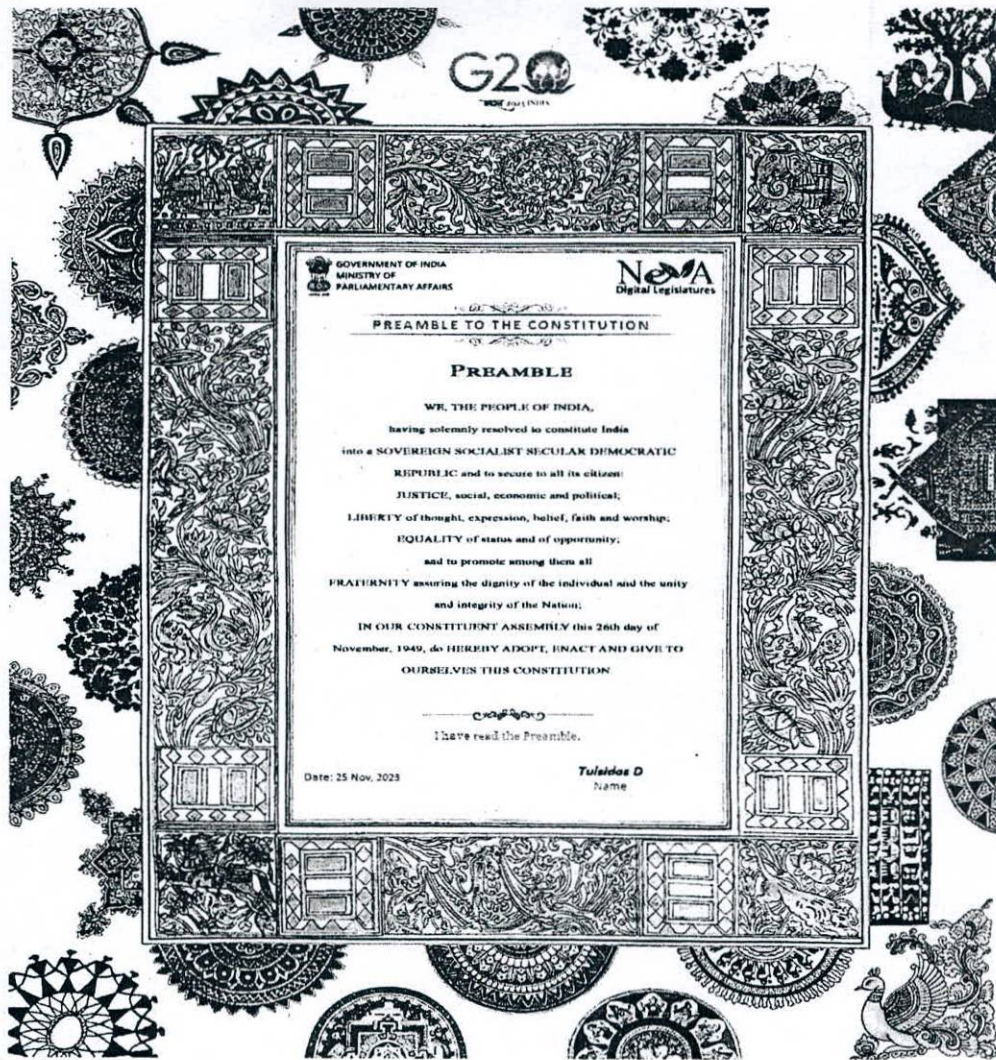 G20
भारत 2023 INDIA
GOVERNMENT OF INDIA
MINISTRY OF
PARLIAMENTARY AFFAIRS
NeVA
Digital Legislatures
PREAMBLE TO THE CONSTITUTION
PREAMBLE
WE, THE PEOPLE OF INDIA,
having solemnly resolved to constitute India
into a SOVEREIGN SOCIALIST SECULAR DEMOCRATIC
REPUBLIC and to secure to all its citizen:
JUSTICE, social, economic and political;
LIBERTY of thought, expression, belief, faith and worship;
EQUALITY of status and of opportunity;
and to promote among them all
FRATERNITY assuring the dignity of the individual and the unity
and integrity of the Nation;
IN OUR CONSTITUENT ASSEMBLY this 26th day of
November, 1949, do HEREBY ADOPT, ENACT AND GIVE TO
OURSELVES THIS CONSTITUTION.
I have read the Preamble.
Date: 25 Nov, 2023
Tulsidas D
Name